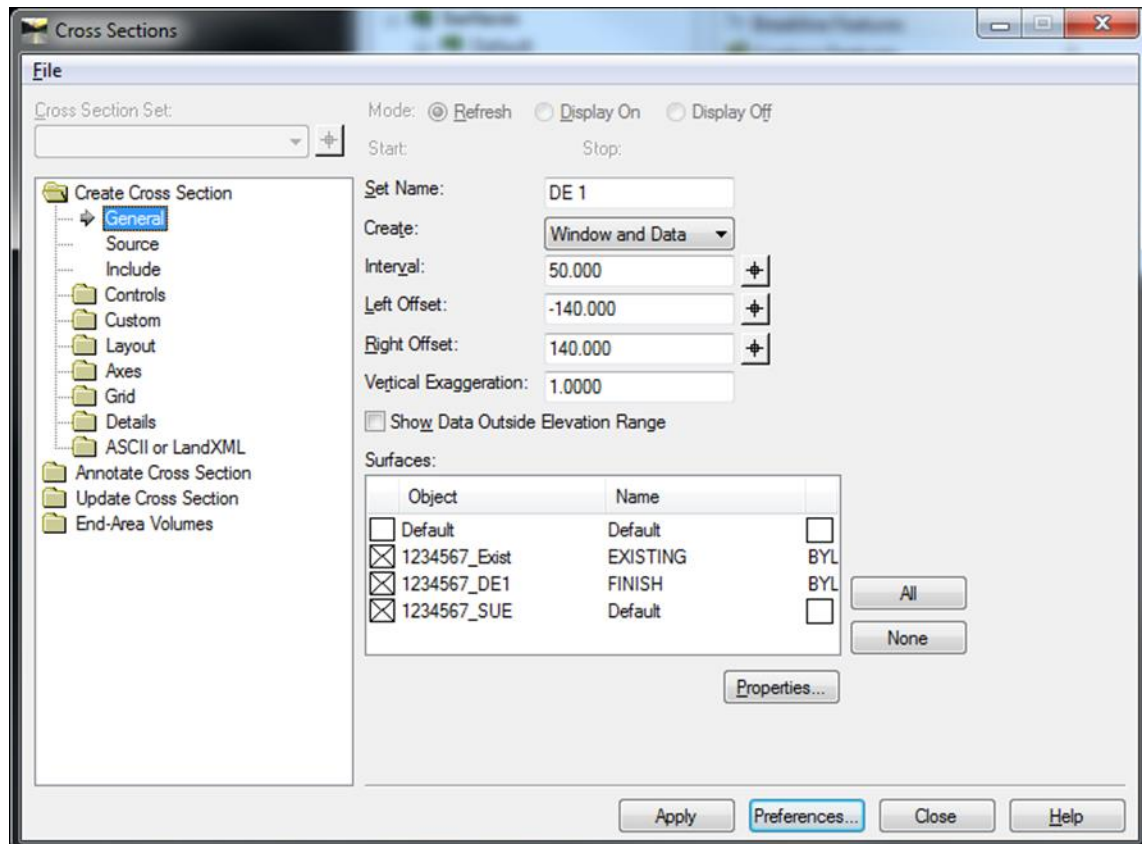 Cross Sections
File
Cross Section Set:
Mode: Refresh Display On Display Off
Start: Stop:
Create Cross Section
General
Source
Include
Controls
Custom
Layout
Axes
Grid
Details
ASCII or LandXML
Annotate Cross Section
Update Cross Section
End-Area Volumes
Set Name: DE 1
Create: Window and Data
Interval: 50.000
Left Offset: -140.000
Right Offset: 140.000
Vertical Exaggeration: 1.0000
Show Data Outside Elevation Range
Surfaces:
Object Name
Default Default
1234567_Exist EXISTING BYL
1234567_DE1 FINISH BYL
1234567_SUE Default
All
None
Properties...
Apply Preferences... Close Help